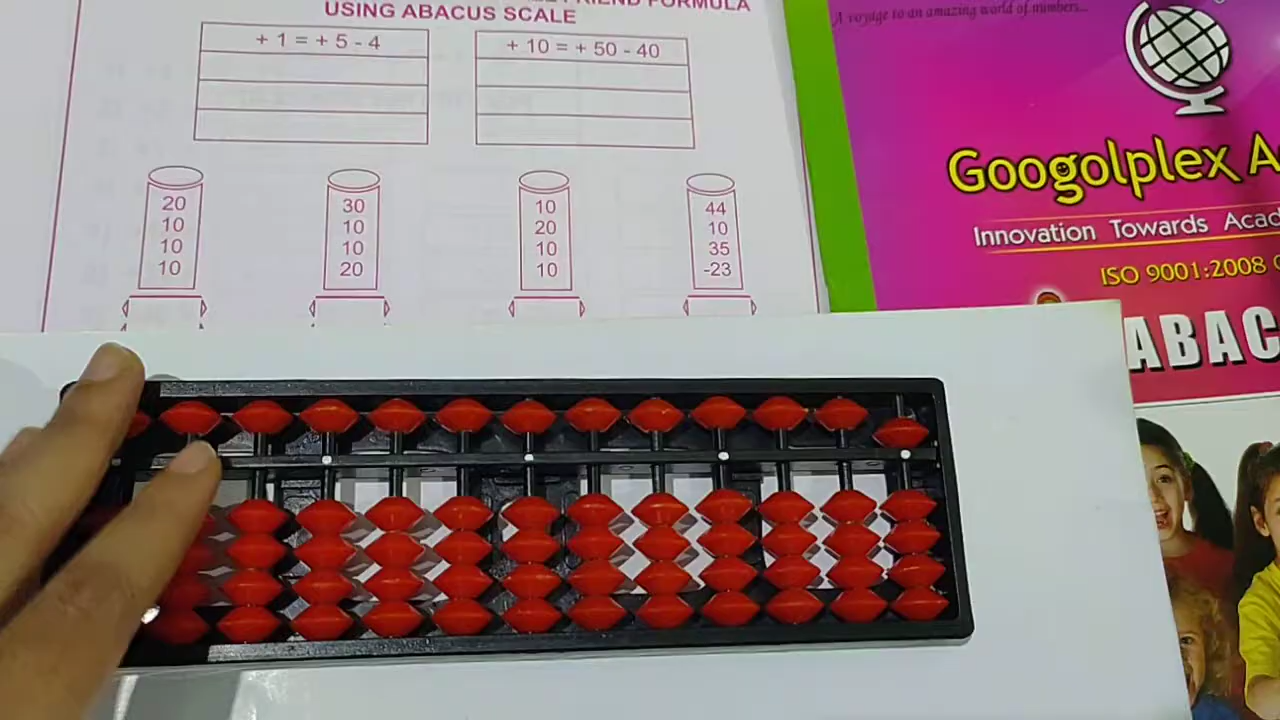 FORMULA
USING ABACUS SCALE
+ 1 = + 5 - 4
+ 10 = + 50 - 40
20
10
10
10
30
10
10
20
10
20
10
10
44
10
35
-23
A voyage to an amazing world of numbers...
Googolplex A
Innovation Towards Acad
ISO 9001:2008
ABAC